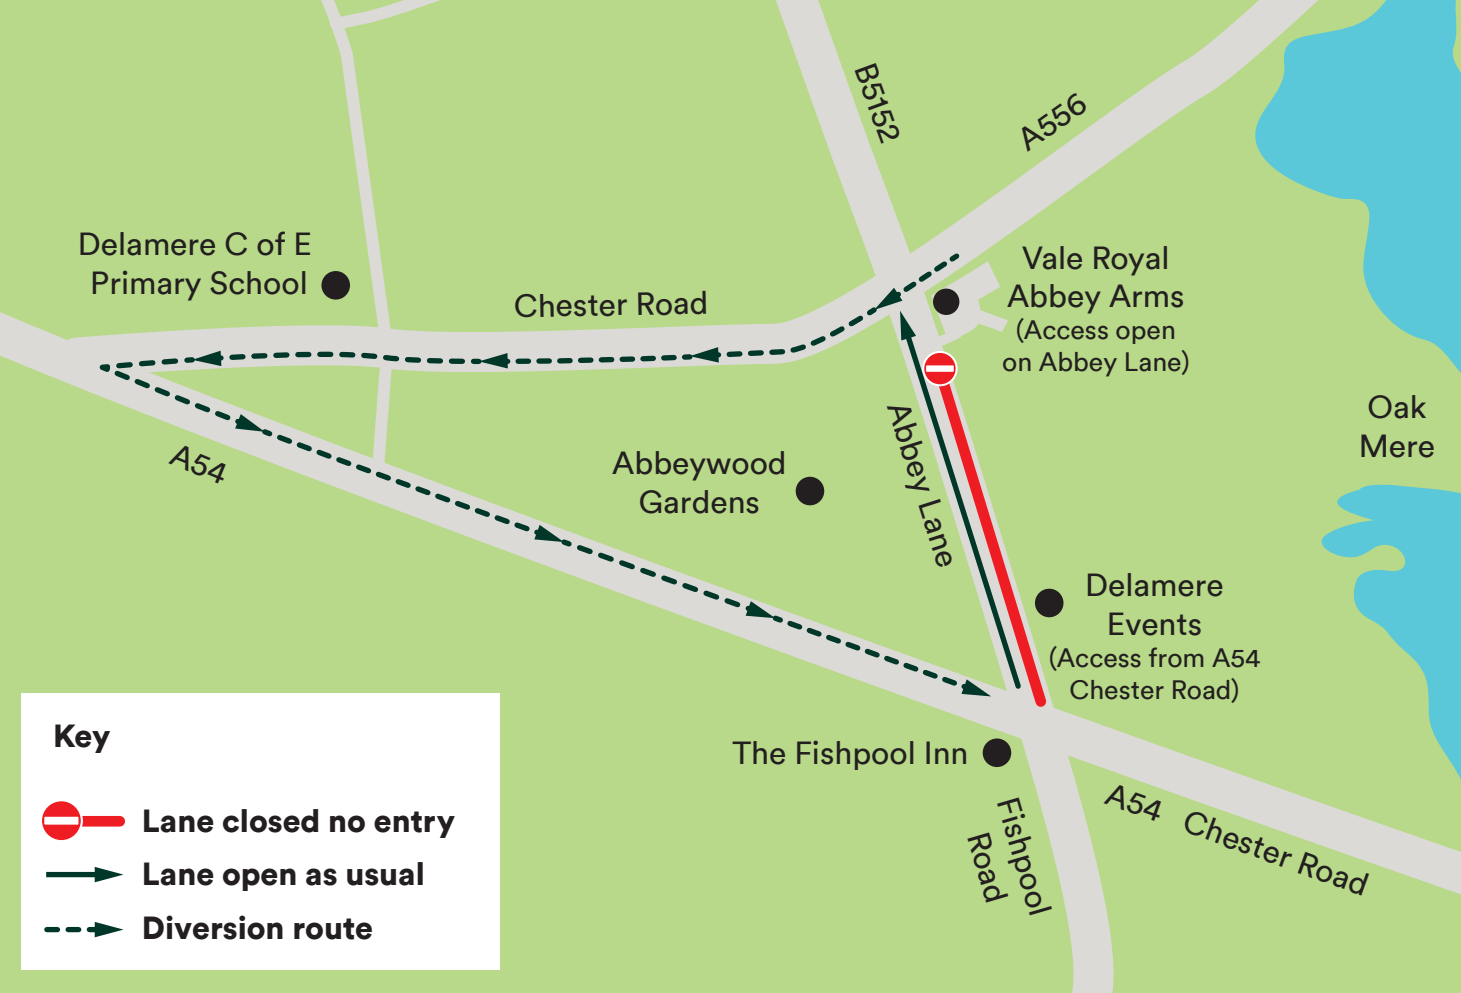 B5152
A556
Delamere C of E
Primary School
Chester Road
Vale Royal
Abbey Arms
(Access open
on Abbey Lane)
Oak
Mere
A54
Abbeywood
Gardens
Abbey Lane
Delamere
Events
(Access from A54
Chester Road)
The Fishpool Inn
Fishpool
Road
A54 Chester Road
Key
Lane closed no entry
Lane open as usual
Diversion route